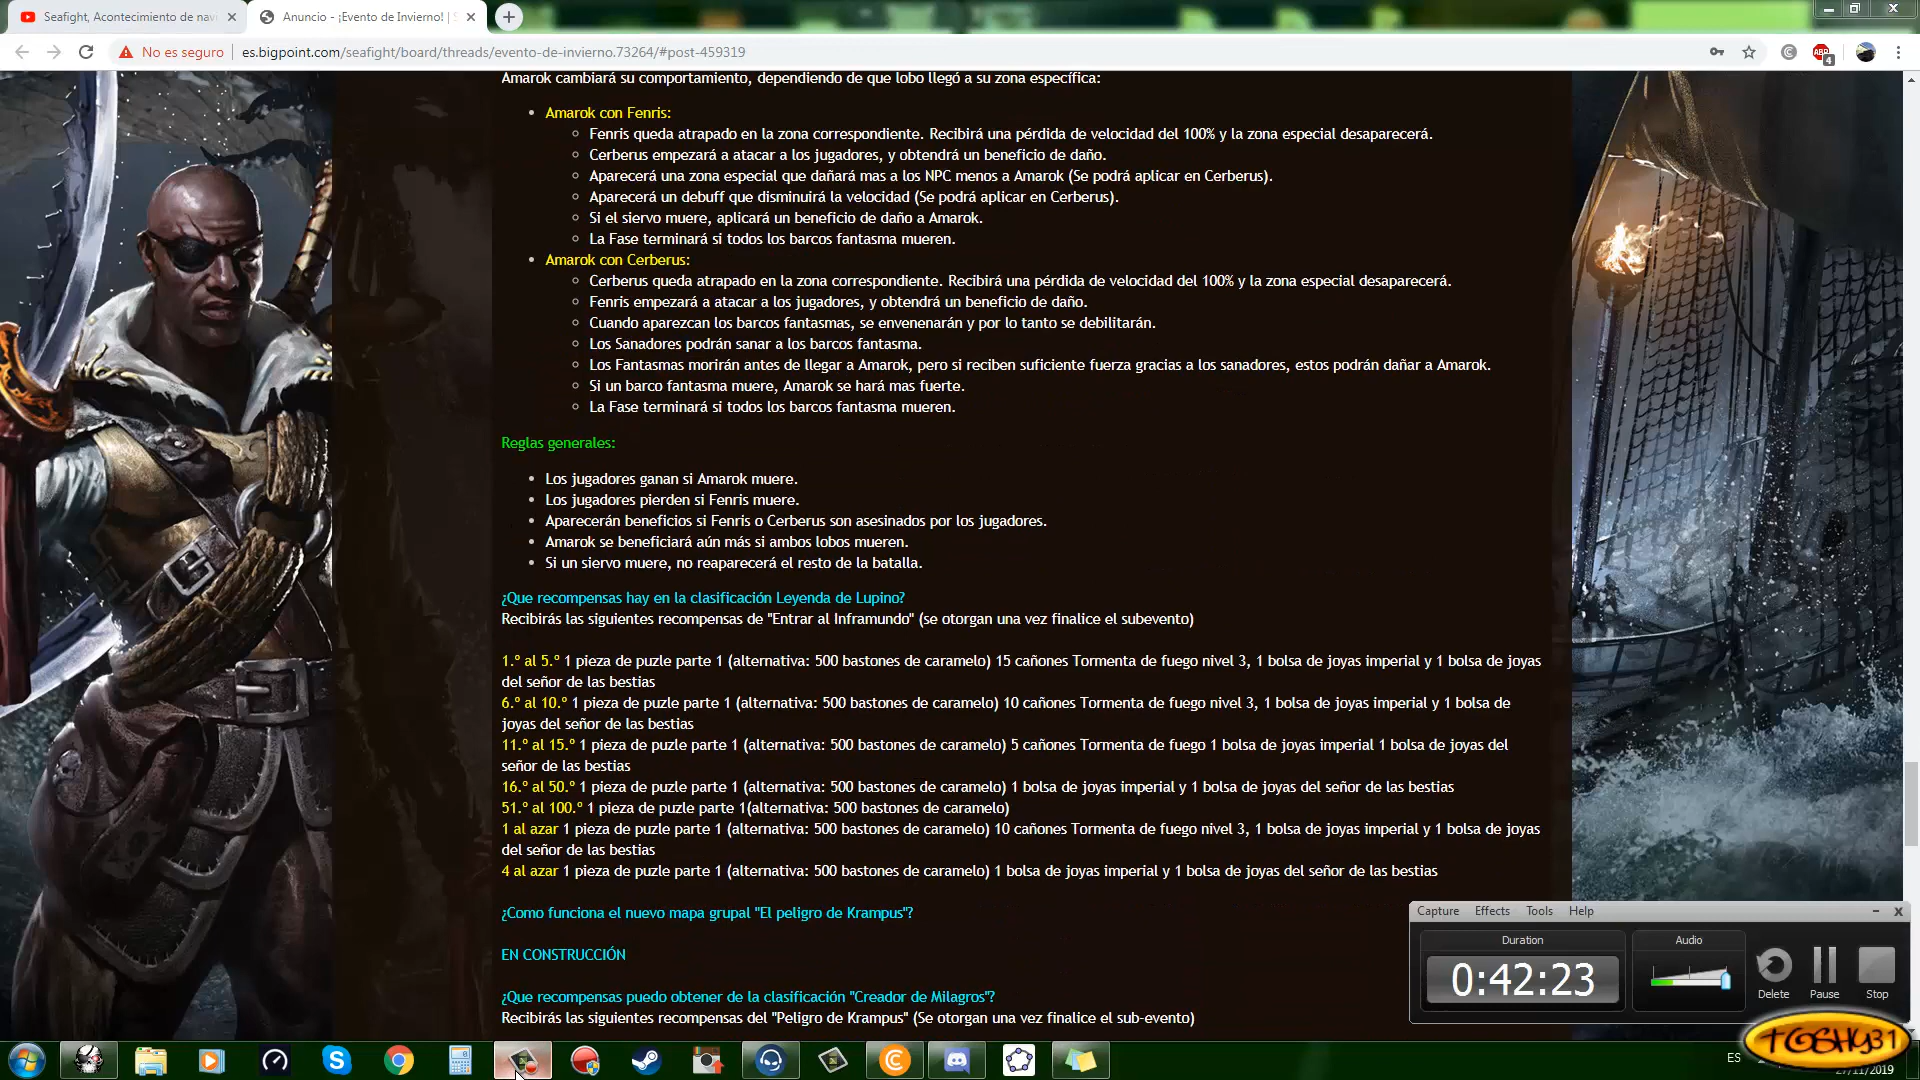 Seafight, Acontecimiento de nav
Anuncio - ¡Evento de Invierno! | S
No es seguro
es.bigpoint.com/seafight/board/threads/evento-de-invierno.73264/#post-459319
ABP
4
Amarok cambiará su comportamiento, dependiendo de que lobo llegó a su zona específica:
Amarok con Fenris:
Fenris queda atrapado en la zona correspondiente. Recibirá una pérdida de velocidad del 100% y la zona especial desaparecerá.
Cerberus empezará a atacar a los jugadores, y obtendrá un beneficio de daño.
Aparecerá una zona especial que dañará mas a los NPC menos a Amarok (Se podrá aplicar en Cerberus).
Aparecerá un debuff que disminuirá la velocidad (Se podrá aplicar en Cerberus).
Si el siervo muere, aplicará un beneficio de daño a Amarok.
La Fase terminará si todos los barcos fantasma mueren.
Amarok con Cerberus:
Cerberus queda atrapado en la zona correspondiente. Recibirá una pérdida de velocidad del 100% y la zona especial desaparecerá.
Fenris empezará a atacar a los jugadores, y obtendrá un beneficio de daño.
Cuando aparezcan los barcos fantasmas, se envenenarán y por lo tanto se debilitarán.
Los Sanadores podrán sanar a los barcos fantasma.
Los Fantasmas morirán antes de llegar a Amarok, pero si reciben suficiente fuerza gracias a los sanadores, estos podrán dañar a Amarok.
Si un barco fantasma muere, Amarok se hará mas fuerte.
La Fase terminará si todos los barcos fantasma mueren.
Reglas generales:
Los jugadores ganan si Amarok muere.
Los jugadores pierden si Fenris muere.
Aparecerán beneficios si Fenris o Cerberus son asesinados por los jugadores.
Amarok se beneficiará aún más si ambos lobos mueren.
Si un siervo muere, no reaparecerá el resto de la batalla.
¿Que recompensas hay en la clasificación Leyenda de Lupino?
Recibirás las siguientes recompensas de "Entrar al Inframundo" (se otorgan una vez finalice el subevento)
1.º al 5.º 1 pieza de puzle parte 1 (alternativa: 500 bastones de caramelo) 15 cañones Tormenta de fuego nivel 3, 1 bolsa de joyas imperial y 1 bolsa de joyas
del señor de las bestias
6.º al 10.º 1 pieza de puzle parte 1 (alternativa: 500 bastones de caramelo) 10 cañones Tormenta de fuego nivel 3, 1 bolsa de joyas imperial y 1 bolsa de
joyas del señor de las bestias
11.º al 15.º 1 pieza de puzle parte 1 (alternativa: 500 bastones de caramelo) 5 cañones Tormenta de fuego 1 bolsa de joyas imperial 1 bolsa de joyas del
señor de las bestias
16.º al 50.º 1 pieza de puzle parte 1 (alternativa: 500 bastones de caramelo) 1 bolsa de joyas imperial y 1 bolsa de joyas del señor de las bestias
51.º al 100.º 1 pieza de puzle parte 1(alternativa: 500 bastones de caramelo)
1 al azar 1 pieza de puzle parte 1 (alternativa: 500 bastones de caramelo) 10 cañones Tormenta de fuego nivel 3, 1 bolsa de joyas imperial y 1 bolsa de joyas
del señor de las bestias
4 al azar 1 pieza de puzle parte 1 (alternativa: 500 bastones de caramelo) 1 bolsa de joyas imperial y 1 bolsa de joyas del señor de las bestias
¿Como funciona el nuevo mapa grupal "El peligro de Krampus"?
EN CONSTRUCCIÓN
¿Que recompensas puedo obtener de la clasificación "Creador de Milagros"?
Recibirás las siguientes recompensas del "Peligro de Krampus" (Se otorgan una vez finalice el sub-evento)
Capture Effects Tools Help
Duration
0:42:23
Audio
Delete Pause Stop
TOSHY31
ES
27/11/2019